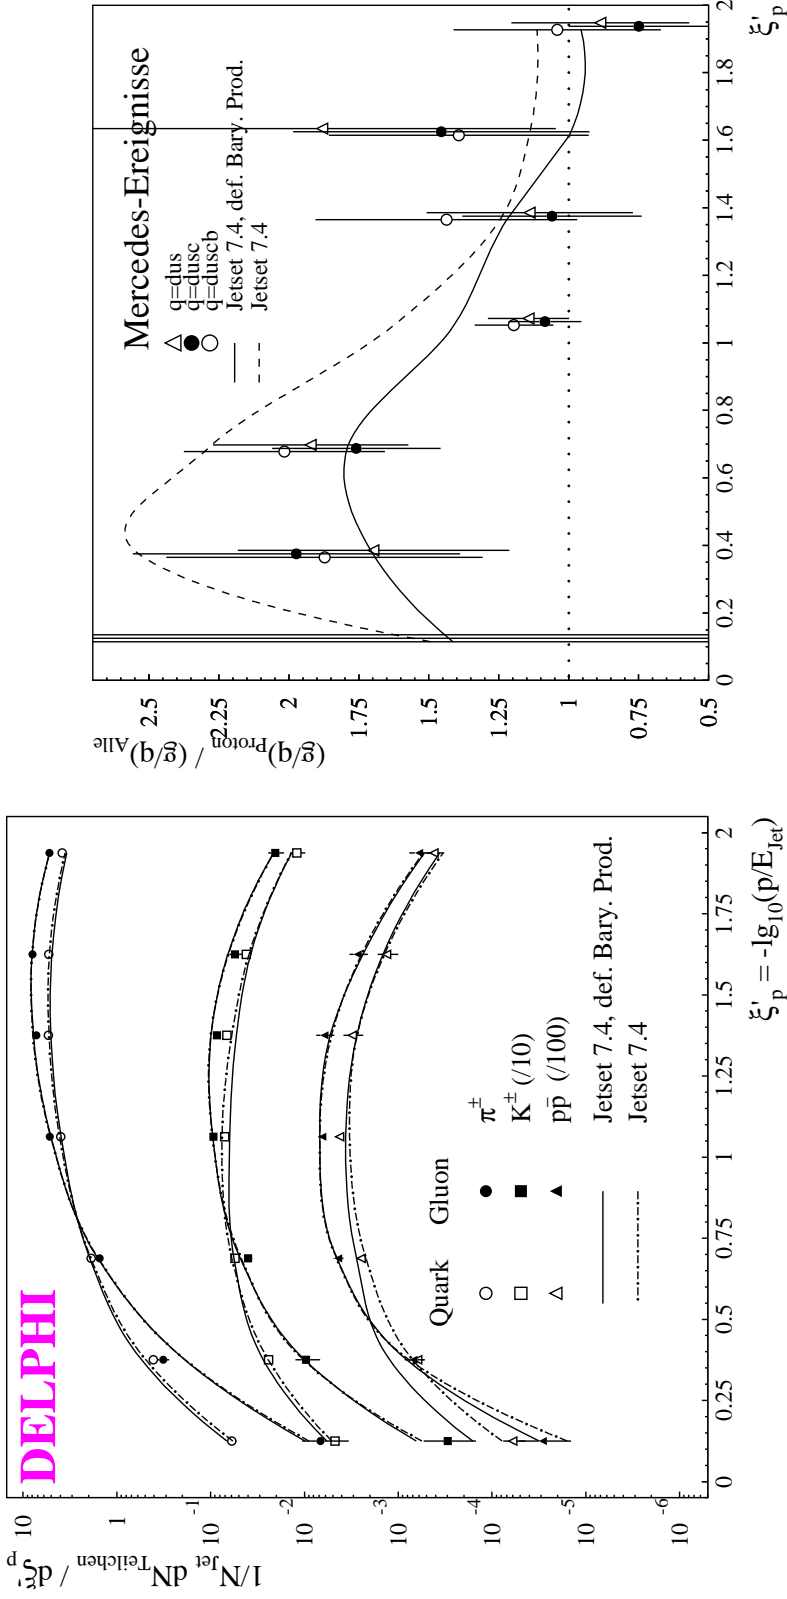 DELPHI
1/N_Jet dN_Teilchen / dξ'_p
10
1
10^-1
10^-2
10^-3
10^-4
10^-5
10^-6
Quark Gluon
π^±
K^± (/10)
pp̄ (/100)
Jetset 7.4, def. Bary. Prod.
Jetset 7.4
0 0.25 0.5 0.75 1 1.25 1.5 1.75 2
ξ'_p = -lg_10(p/E_Jet)
(g/q)_Proton / (g/q)_Alle
Mercedes-Ereignisse
q=dus
q=dusc
q=duscb
Jetset 7.4, def. Bary. Prod.
Jetset 7.4
2.5
2.25
2
1.75
1.5
1.25
1
0.75
0.5
0 0.2 0.4 0.6 0.8 1 1.2 1.4 1.6 1.8 2
ξ'_p